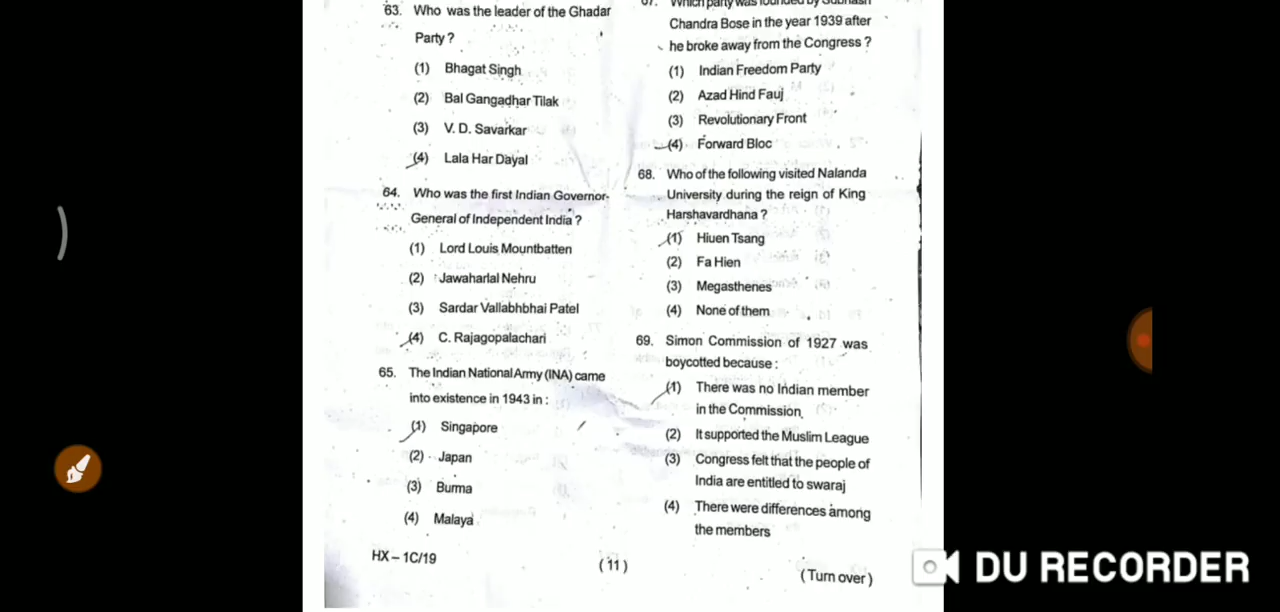 63. Who was the leader of the Ghadar
Party ?
(1) Bhagat Singh
(2) Bal Gangadhar Tilak
(3) V. D. Savarkar
(4) Lala Har Dayal
64. Who was the first Indian Governor-
General of Independent India ?
(1) Lord Louis Mountbatten
(2) Jawaharlal Nehru
(3) Sardar Vallabhbhai Patel
(4) C. Rajagopalachari
65. The Indian National Army (INA) came
into existence in 1943 in :
(1) Singapore
(2) Japan
(3) Burma
(4) Malaya
67. Which party was founded by Subhash
Chandra Bose in the year 1939 after
he broke away from the Congress ?
(1) Indian Freedom Party
(2) Azad Hind Fauj
(3) Revolutionary Front
(4) Forward Bloc
68. Who of the following visited Nalanda
University during the reign of King
Harshavardhana ?
(1) Hiuen Tsang
(2) Fa Hien
(3) Megasthenes
(4) None of them
69. Simon Commission of 1927 was
boycotted because :
(1) There was no Indian member
in the Commission
(2) It supported the Muslim League
(3) Congress felt that the people of
India are entitled to swaraj
(4) There were differences among
the members
HX – 1C/19
( 11 )
( Turn over )
DU RECORDER